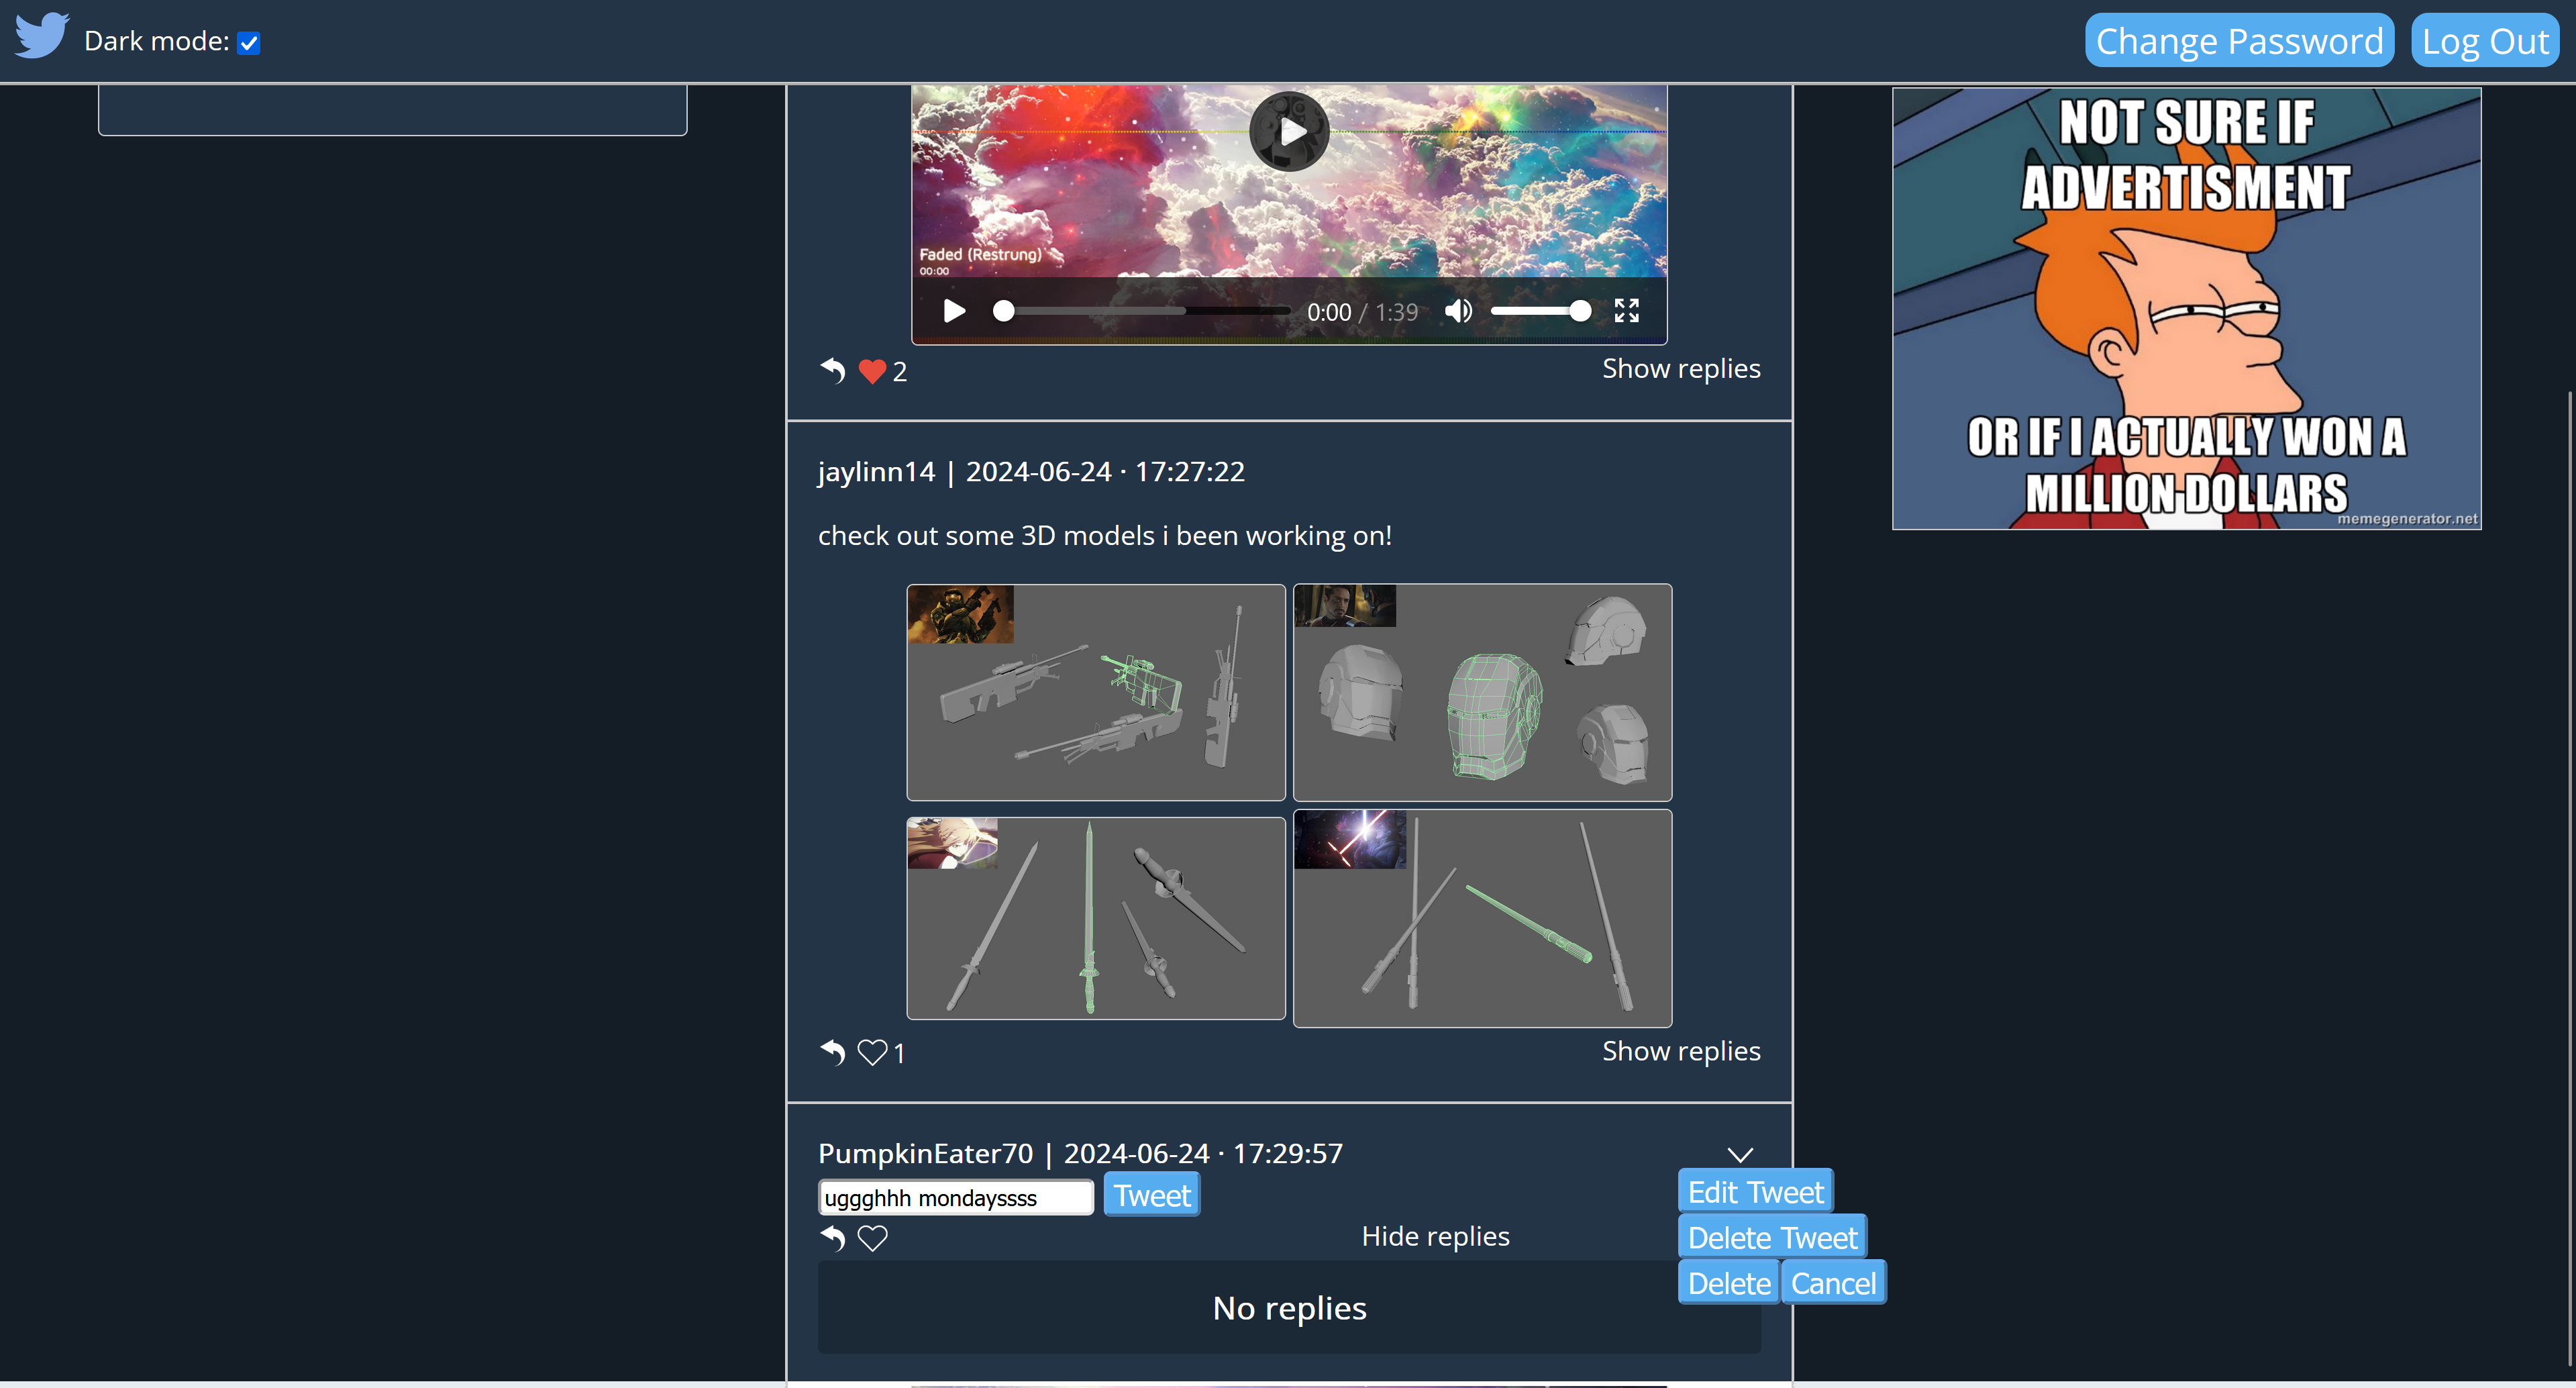 Dark mode:
Change Password
Log Out
Faded (Restrung)
00:00
0:00 / 1:39
2
Show replies
NOT SURE IF
ADVERTISMENT
OR IF I ACTUALLY WON A
MILLION DOLLARS
memegenerator.net
jaylinn14 | 2024-06-24 · 17:27:22
check out some 3D models i been working on!
1
Show replies
PumpkinEater70 | 2024-06-24 · 17:29:57
uggghhh mondayssss
Tweet
Edit Tweet
Delete Tweet
Delete
Cancel
Hide replies
No replies